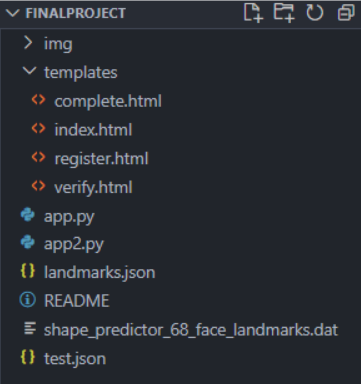 FINALPROJECT
img
templates
complete.html
index.html
register.html
verify.html
app.py
app2.py
landmarks.json
README
shape_predictor_68_face_landmarks.dat
test.json